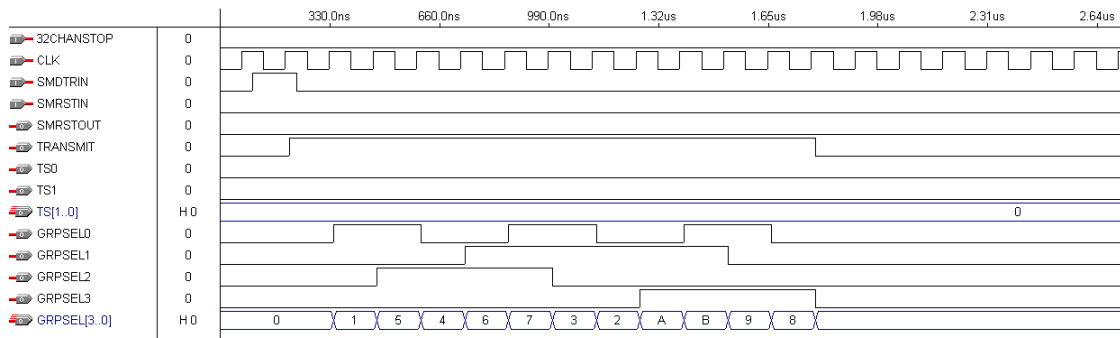 330.0ns 660.0ns 990.0ns 1.32us 1.65us 1.98us 2.31us 2.64us
32CHANSTOP 0
CLK 0
SMDTRIN 0
SMRSTIN 0
SMRSTOUT 0
TRANSMIT 0
TS0 0
TS1 0
TS[1..0] H 0 0
GRPSEL0 0
GRPSEL1 0
GRPSEL2 0
GRPSEL3 0
GRPSEL[3..0] H 0 0 1 5 4 6 7 3 2 A B 9 8